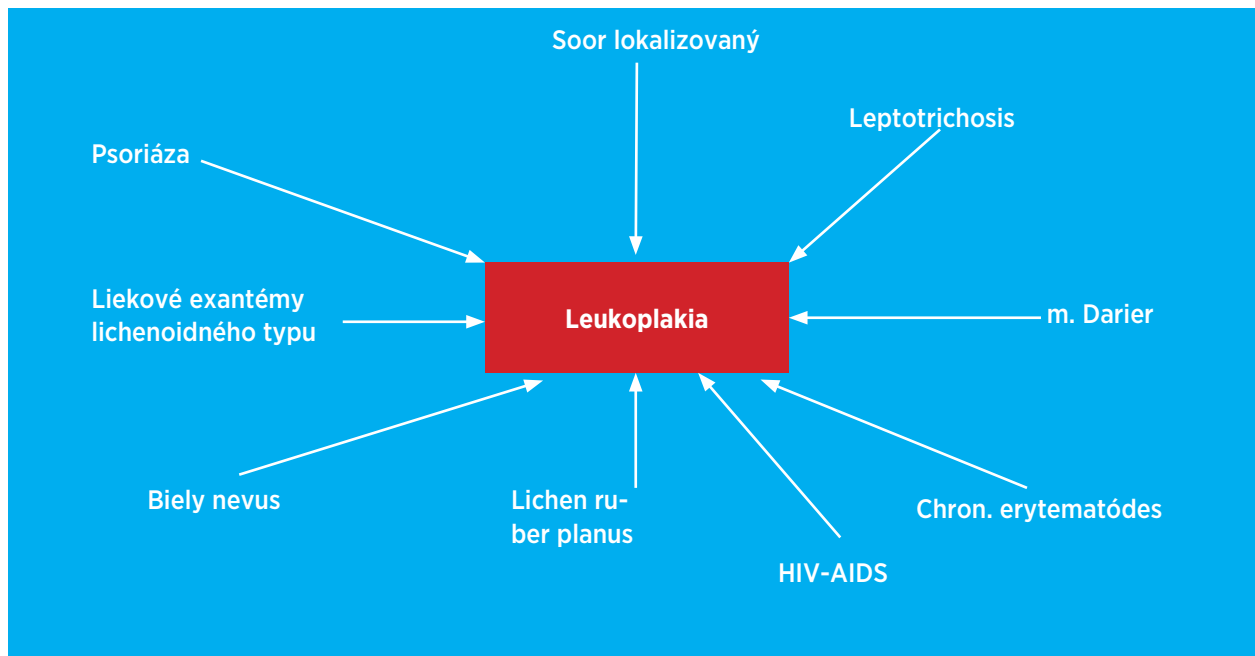 Soor lokalizovaný
Leptotrichosis
Psoriáza
Liekové exantémy
lichenoidného typu
Leukoplakia
m. Darier
Biely nevus
Lichen ru-
ber planus
Chron. erytematódes
HIV-AIDS